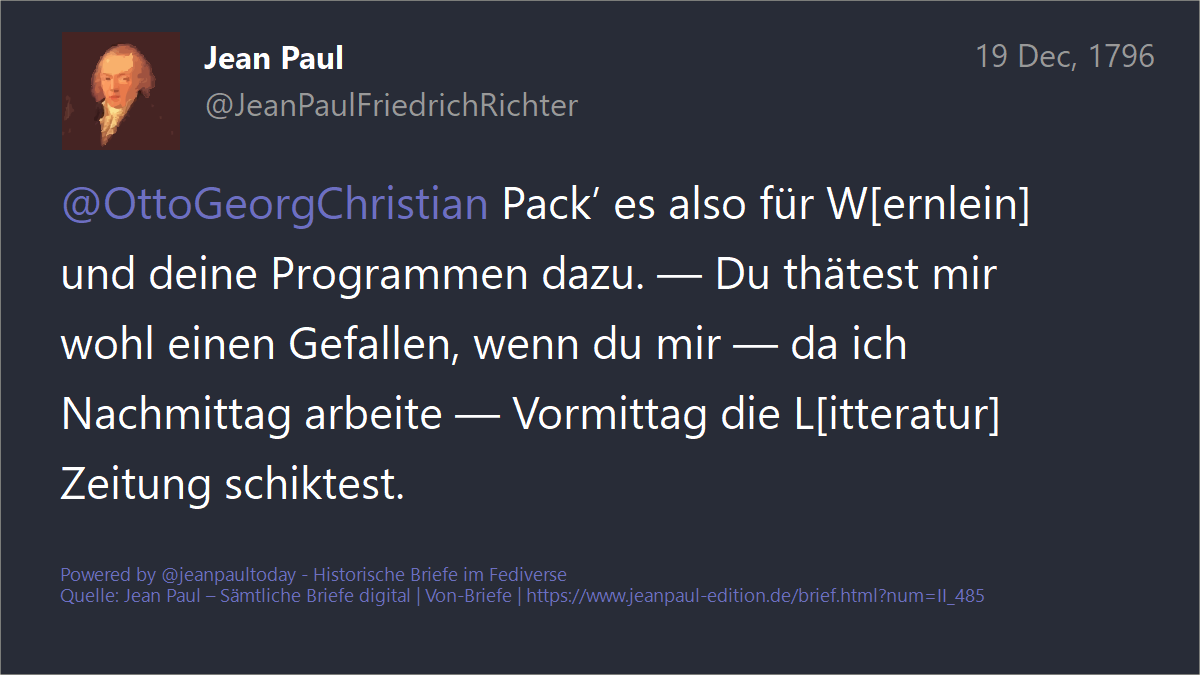 Jean Paul
19 Dec, 1796
@JeanPaulFriedrichRichter
@OttoGeorgChristian Pack’ es also für W[ernlein]
und deine Programmen dazu. — Du thätest mir
wohl einen Gefallen, wenn du mir — da ich
Nachmittag arbeite — Vormittag die L[itteratur]
Zeitung schiktest.
Powered by @jeanpaultoday - Historische Briefe im Fediverse
Quelle: Jean Paul – Sämtliche Briefe digital | Von-Briefe | https://www.jeanpaul-edition.de/brief.html?num=II_485